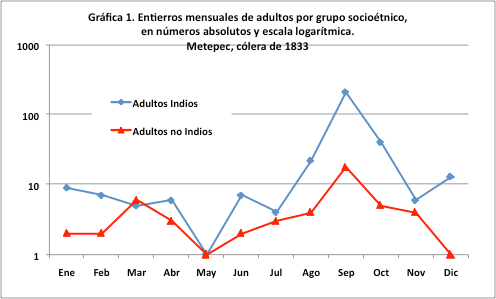 Gráfica 1. Entierros mensuales de adultos por grupo socioétnico,
en números absolutos y escala logarítmica.
Metepec, cólera de 1833
1000
100
10
1
Adultos Indios
Adultos no Indios
Ene Feb Mar Abr May Jun Jul Ago Sep Oct Nov Dic